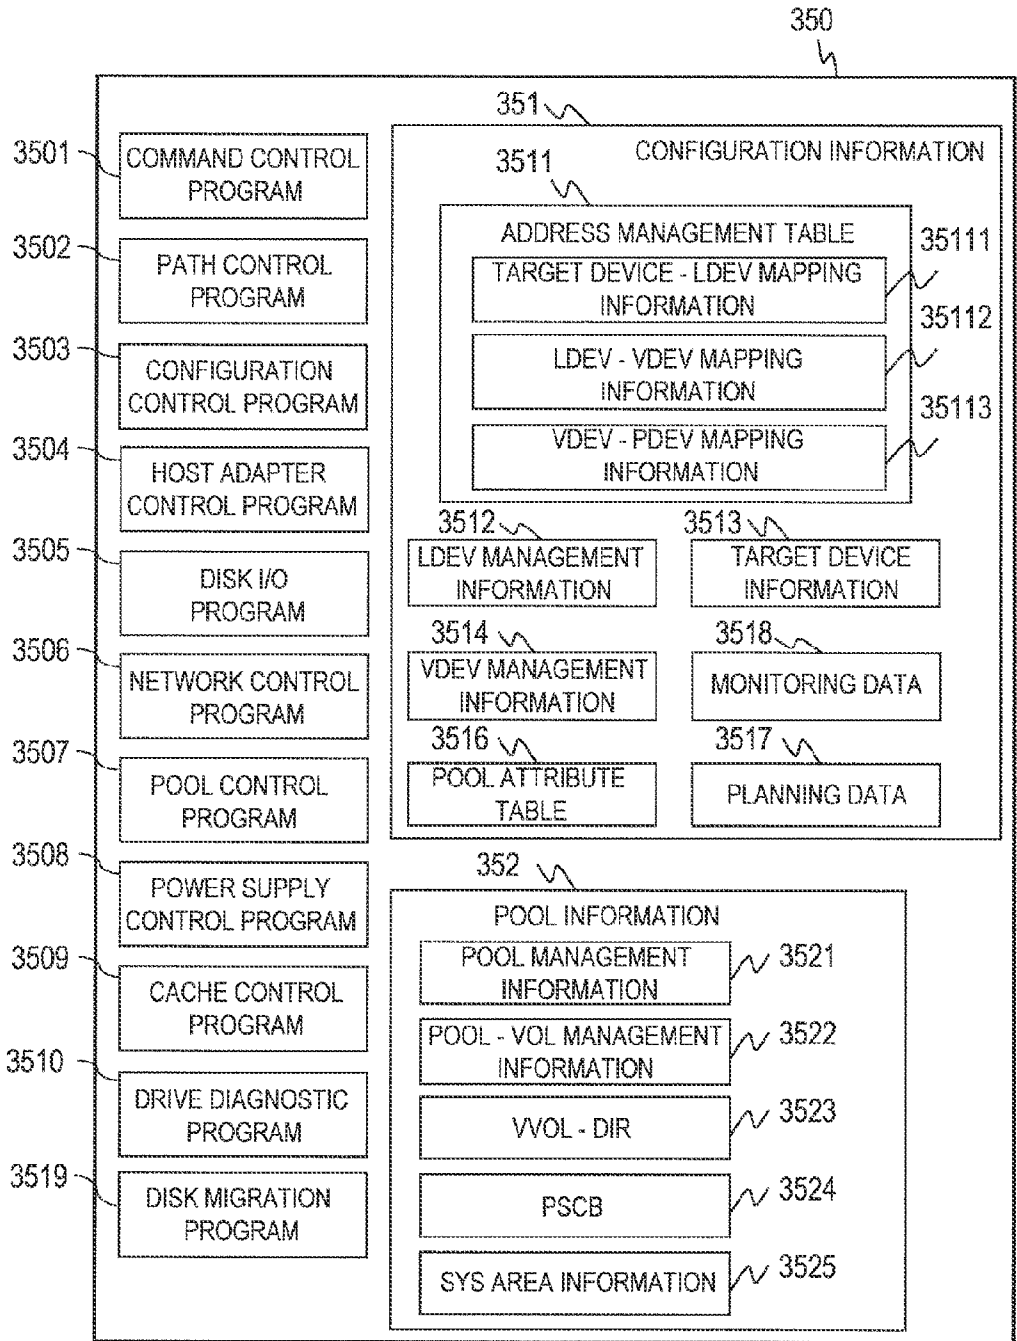 350
3501
COMMAND CONTROL
PROGRAM
3502
PATH CONTROL
PROGRAM
3503
CONFIGURATION
CONTROL PROGRAM
3504
HOST ADAPTER
CONTROL PROGRAM
3505
DISK I/O
PROGRAM
3506
NETWORK CONTROL
PROGRAM
3507
POOL CONTROL
PROGRAM
3508
POWER SUPPLY
CONTROL PROGRAM
3509
CACHE CONTROL
PROGRAM
3510
DRIVE DIAGNOSTIC
PROGRAM
3519
DISK MIGRATION
PROGRAM
351
CONFIGURATION INFORMATION
3511
ADDRESS MANAGEMENT TABLE
35111
TARGET DEVICE - LDEV MAPPING
INFORMATION
35112
LDEV - VDEV MAPPING
INFORMATION
35113
VDEV - PDEV MAPPING
INFORMATION
3512
LDEV MANAGEMENT
INFORMATION
3513
TARGET DEVICE
INFORMATION
3514
VDEV MANAGEMENT
INFORMATION
3518
MONITORING DATA
3516
POOL ATTRIBUTE
TABLE
3517
PLANNING DATA
352
POOL INFORMATION
POOL MANAGEMENT
INFORMATION
3521
POOL - VOL MANAGEMENT
INFORMATION
3522
VVOL - DIR
3523
PSCB
3524
SYS AREA INFORMATION
3525